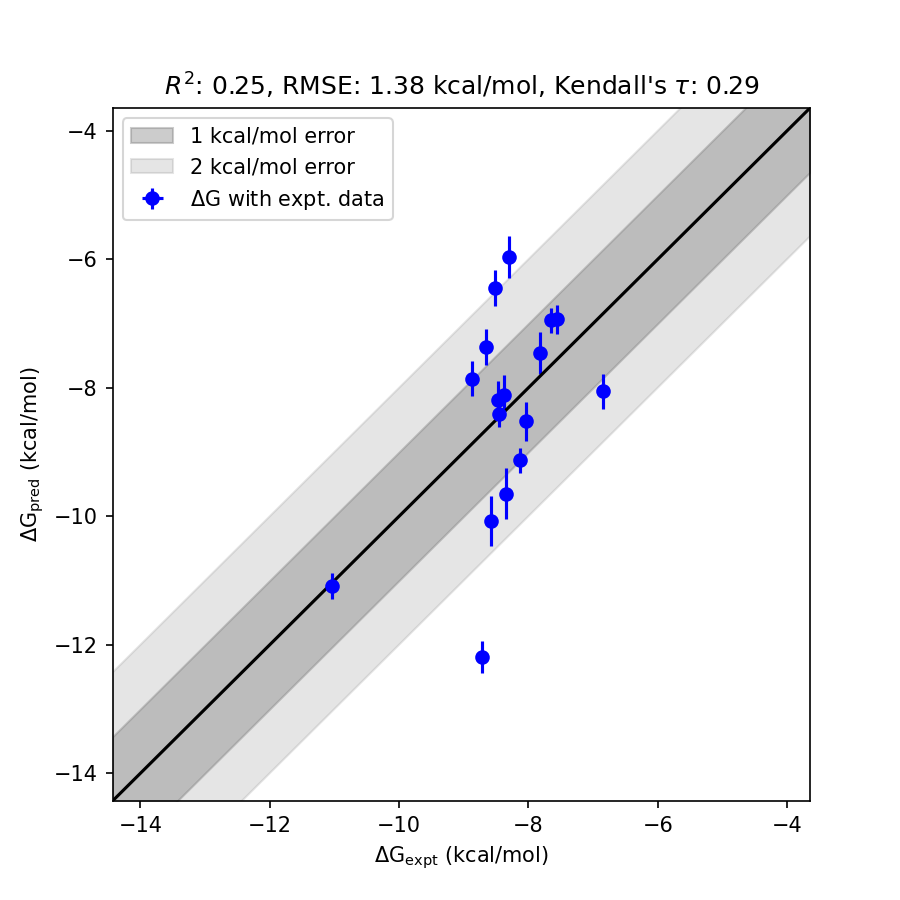 R²: 0.25, RMSE: 1.38 kcal/mol, Kendall's τ: 0.29
1 kcal/mol error
2 kcal/mol error
ΔG with expt. data
−4
−6
−8
−10
−12
−14
ΔGpred (kcal/mol)
−14 −12 −10 −8 −6 −4
ΔGexpt (kcal/mol)